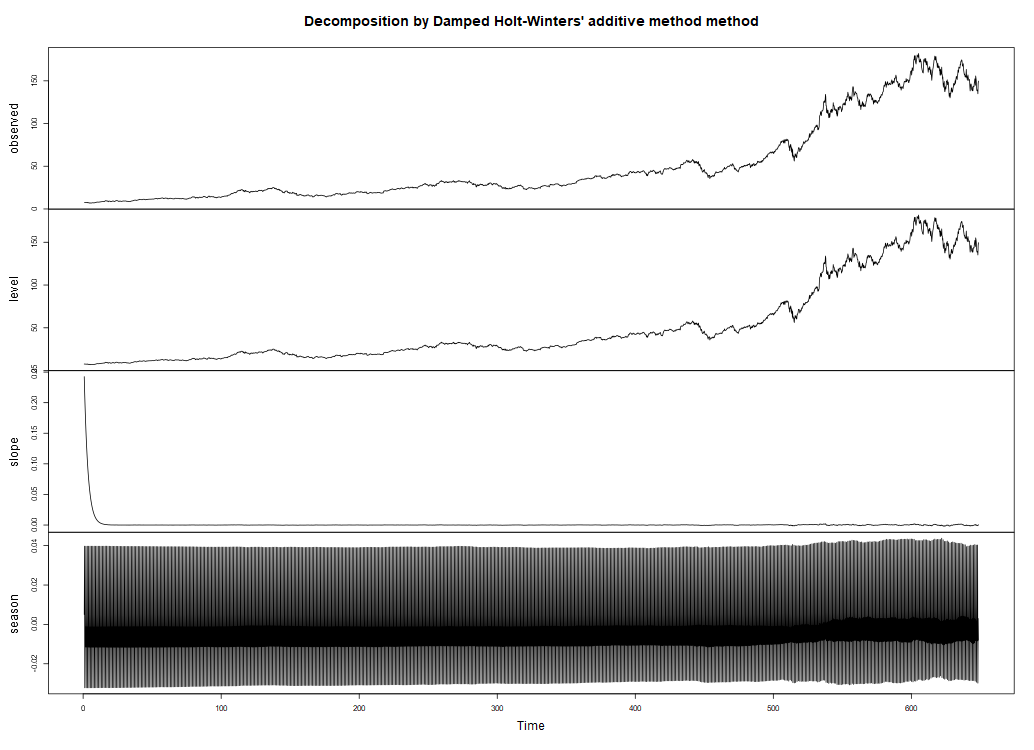 Decomposition by Damped Holt-Winters' additive method method
observed
0 50 100 150
level
50 100 150
slope
0.00 0.05 0.10 0.15 0.20
season
-0.02 0.00 0.02 0.04
0 100 200 300 400 500 600
Time